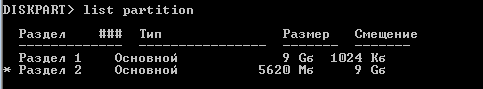 DISKPART> list partition
Раздел ### Тип Размер Смещение
------------- ---------------- ------- -------
Раздел 1 Основной 9 Gб 1024 Кб
* Раздел 2 Основной 5620 Mб 9 Gб